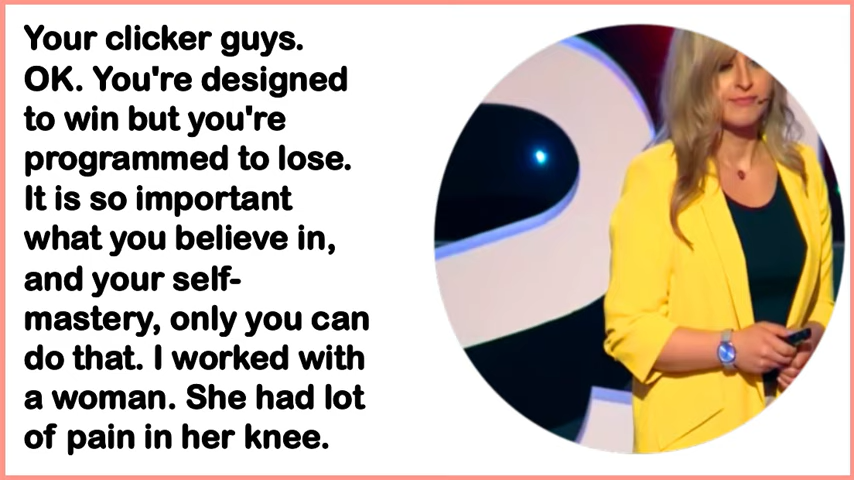 Your clicker guys.
OK. You're designed
to win but you're
programmed to lose.
It is so important
what you believe in,
and your self-
mastery, only you can
do that. I worked with
a woman. She had lot
of pain in her knee.